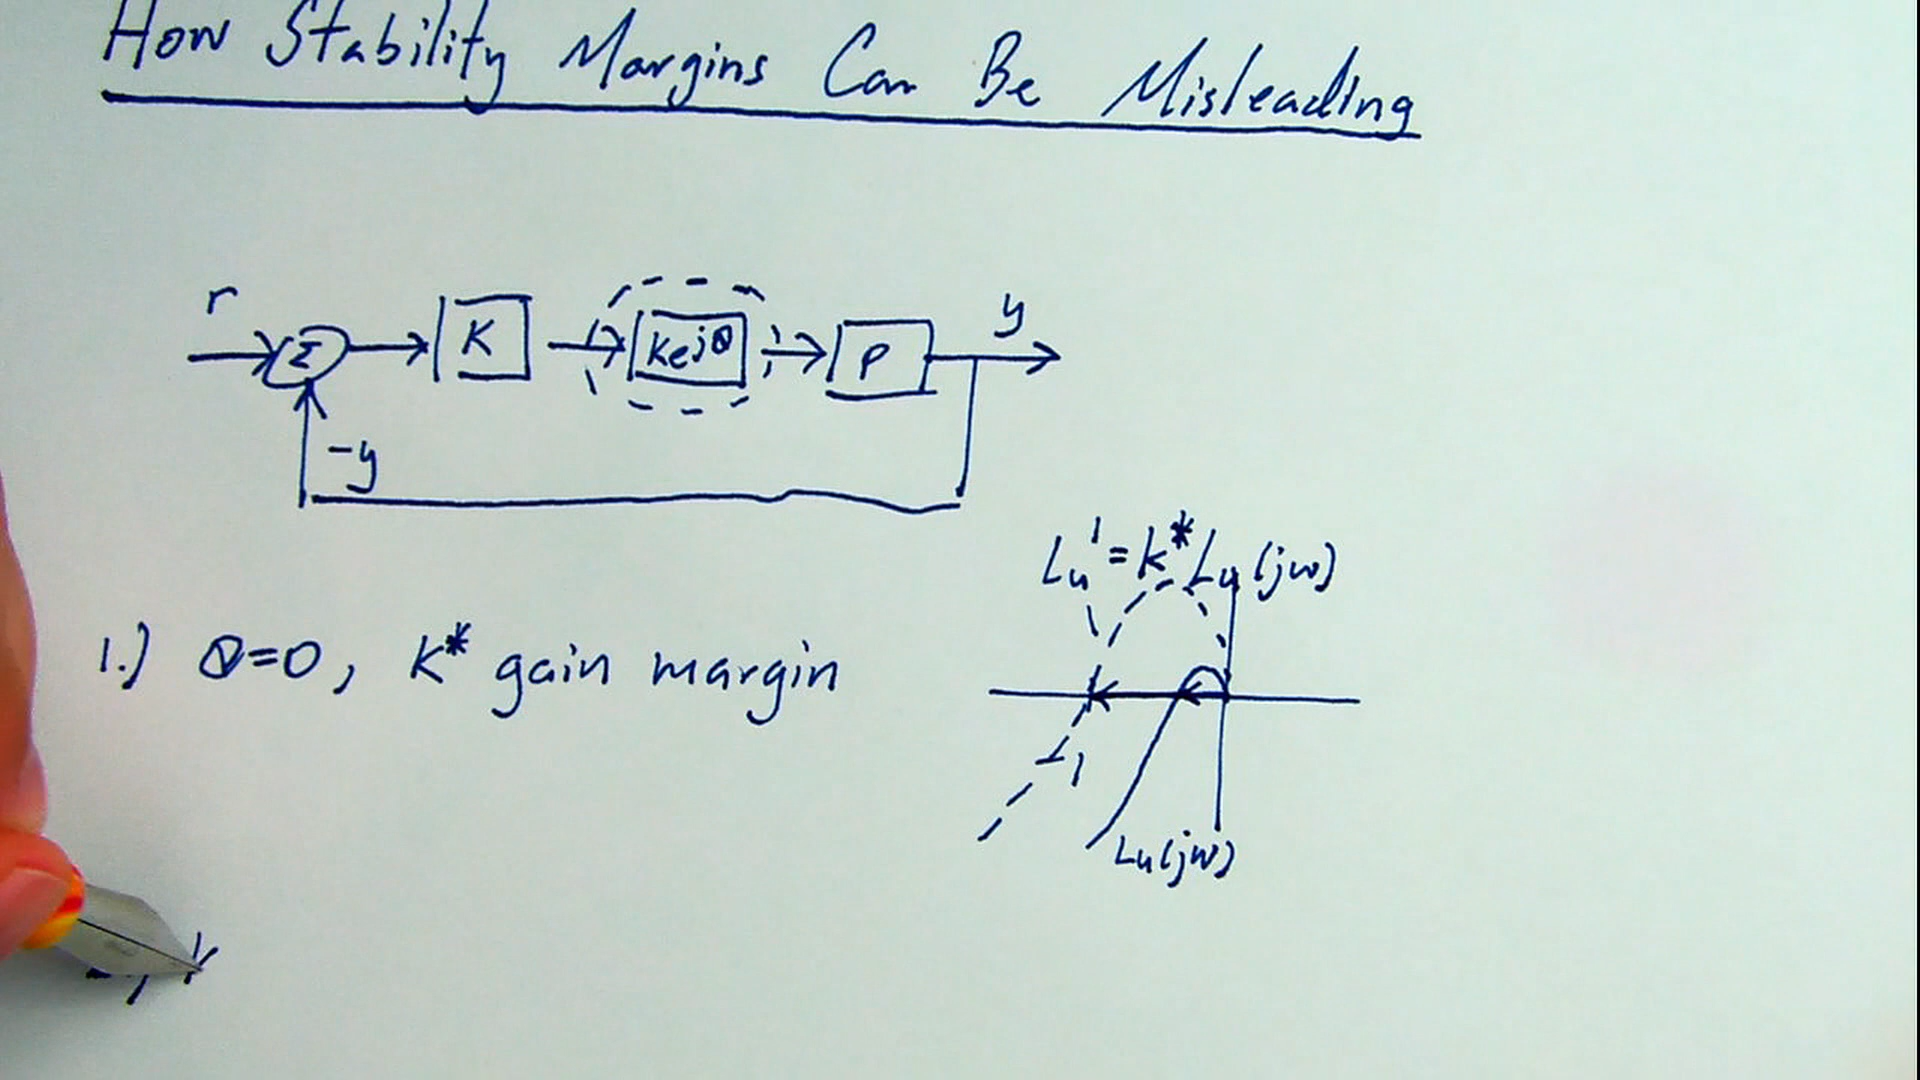 How Stability Margins Can Be Misleading
r
Σ
K
ke^jθ
P
y
-y
Lu' = k* Lu (jw)
1.) θ=0, K* gain margin
-1
Lu(jw)